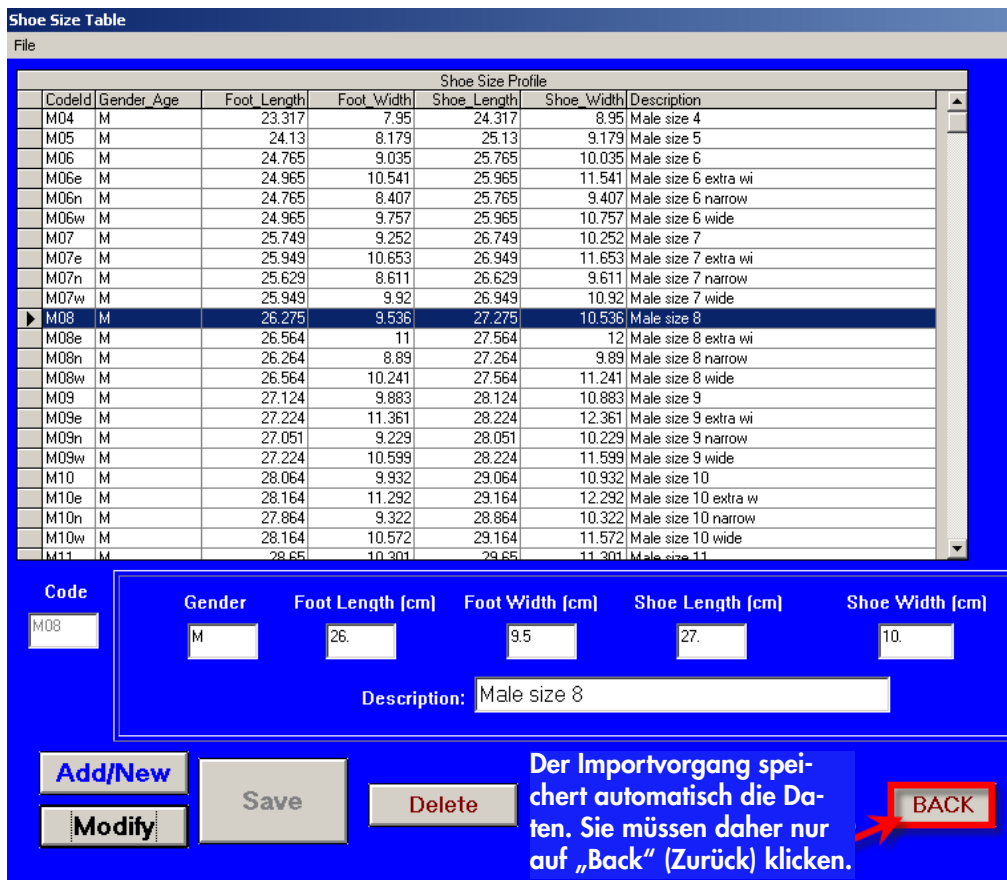 Shoe Size Table
File
Shoe Size Profile
CodeId Gender_Age Foot_Length Foot_Width Shoe_Length Shoe_Width Description
M04 M 23.317 7.95 24.317 8.95 Male size 4
M05 M 24.13 8.179 25.13 9.179 Male size 5
M06 M 24.765 9.035 25.765 10.035 Male size 6
M06e M 24.965 10.541 25.965 11.541 Male size 6 extra wi
M06n M 24.765 8.407 25.765 9.407 Male size 6 narrow
M06w M 24.965 9.757 25.965 10.757 Male size 6 wide
M07 M 25.749 9.252 26.749 10.252 Male size 7
M07e M 25.949 10.653 26.949 11.653 Male size 7 extra wi
M07n M 25.629 8.611 26.629 9.611 Male size 7 narrow
M07w M 25.949 9.92 26.949 10.92 Male size 7 wide
M08 M 26.275 9.536 27.275 10.536 Male size 8
M08e M 26.564 11 27.564 12 Male size 8 extra wi
M08n M 26.264 8.89 27.264 9.89 Male size 8 narrow
M08w M 26.564 10.241 27.564 11.241 Male size 8 wide
M09 M 27.124 9.883 28.124 10.883 Male size 9
M09e M 27.224 11.361 28.224 12.361 Male size 9 extra wi
M09n M 27.051 9.229 28.051 10.229 Male size 9 narrow
M09w M 27.224 10.599 28.224 11.599 Male size 9 wide
M10 M 28.064 9.932 29.064 10.932 Male size 10
M10e M 28.164 11.292 29.164 12.292 Male size 10 extra w
M10n M 27.864 9.322 28.864 10.322 Male size 10 narrow
M10w M 28.164 10.572 29.164 11.572 Male size 10 wide
M11 M 28.65 10.301 29.65 11.301 Male size 11
Code Gender Foot Length (cm) Foot Width (cm) Shoe Length (cm) Shoe Width (cm)
M08 M 26. 9.5 27. 10.
Description: Male size 8
Add/New
Modify
Save
Delete
Der Importvorgang spei-
chert automatisch die Da-
ten. Sie müssen daher nur
auf „Back“ (Zurück) klicken.
BACK